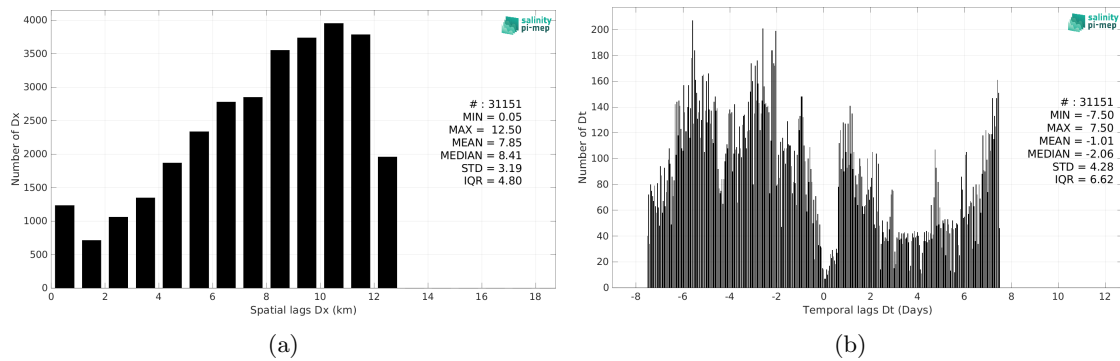 4000
3500
3000
2500
2000
1500
1000
500
0
Number of Dx
0 2 4 6 8 10 12 14 16 18
Spatial lags Dx (km)
salinity
pi-mep
# : 31151
MIN = 0.05
MAX = 12.50
MEAN = 7.85
MEDIAN = 8.41
STD = 3.19
IQR = 4.80
(a)
200
180
160
140
120
100
80
60
40
20
0
Number of Dt
-8 -6 -4 -2 0 2 4 6 8 10 12
Temporal lags Dt (Days)
salinity
pi-mep
# : 31151
MIN = -7.50
MAX = 7.50
MEAN = -1.01
MEDIAN = -2.06
STD = 4.28
IQR = 6.62
(b)